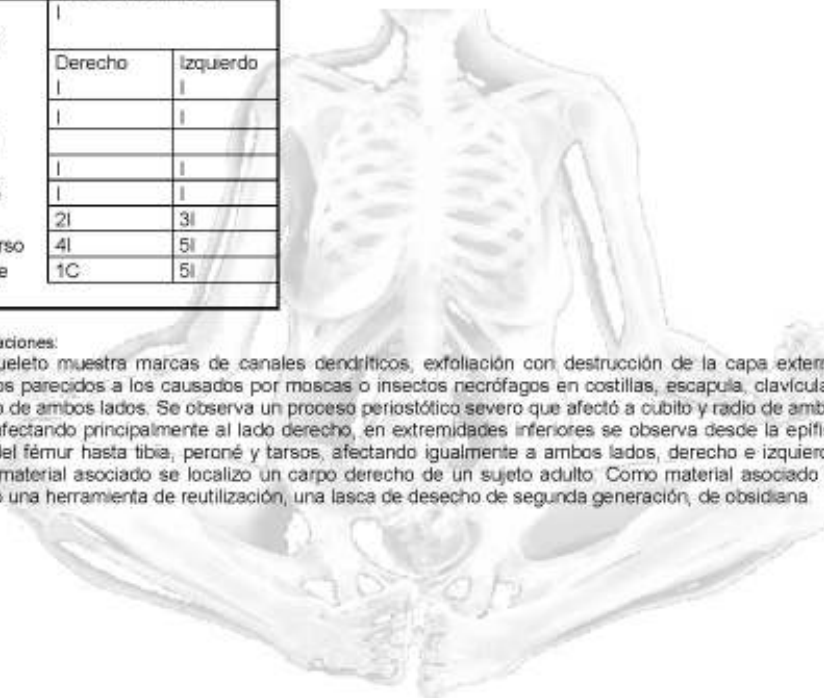 I
Derecho Izquierdo
I I
I I
I I
I I
2I 3I
rso 4I 5I
e 1C 5I
aciones:
ueleto muestra marcas de canales dendríticos, exfoliación con destrucción de la capa extern
os parecidos a los causados por moscas o insectos necrófagos en costillas, escapula, clavícula
o de ambos lados. Se observa un proceso periostótico severo que afectó a cubito y radio de amb
afectando principalmente al lado derecho, en extremidades inferiores se observa desde la epífi
del fémur hasta tibia, peroné y tarsos, afectando igualmente a ambos lados, derecho e izquierd
material asociado se localizo un carpo derecho de un sujeto adulto. Como material asociado
o una herramienta de reutilización, una lasca de desecho de segunda generación, de obsidiana.